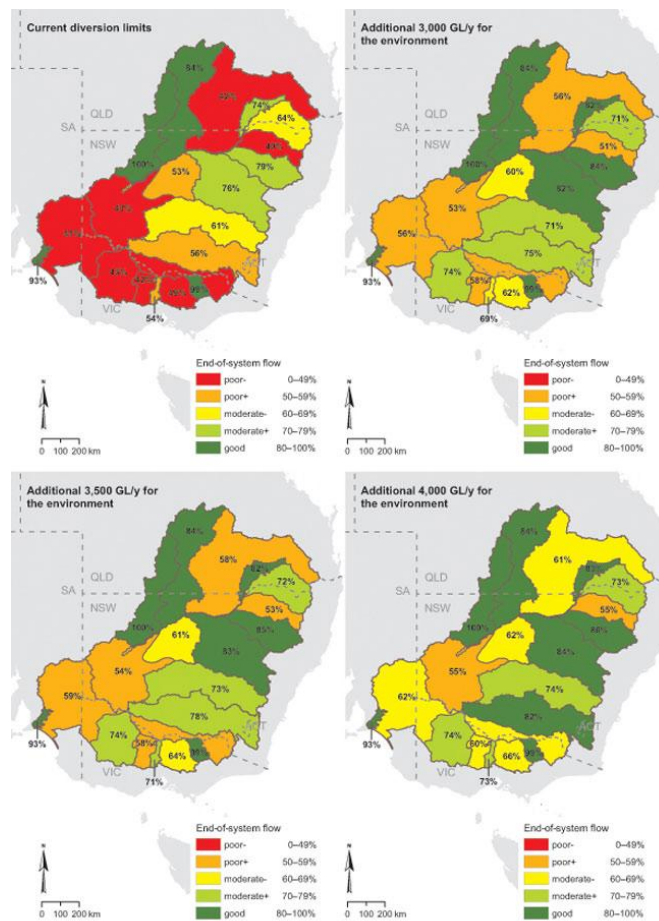 Current diversion limits
84%
74%
64%
QLD
SA
NSW
49%
100%
79%
53%
76%
61%
56%
93%
VIC
54%
End-of-system flow
poor- 0–49%
poor+ 50–59%
moderate- 60–69%
moderate+ 70–79%
good 80–100%
N
0 100 200 km
Additional 3,000 GL/y for
the environment
84%
56%
71%
QLD
SA
NSW
51%
100%
84%
60%
82%
53%
71%
56%
75%
74%
ACT
58%
62%
93%
VIC
69%
End-of-system flow
poor- 0–49%
poor+ 50–59%
moderate- 60–69%
moderate+ 70–79%
good 80–100%
N
0 100 200 km
Additional 3,500 GL/y for
the environment
84%
58%
72%
QLD
SA
NSW
53%
100%
85%
61%
83%
54%
59%
73%
78%
74%
ACT
58%
64%
93%
VIC
71%
End-of-system flow
poor- 0–49%
poor+ 50–59%
moderate- 60–69%
moderate+ 70–79%
good 80–100%
N
0 100 200 km
Additional 4,000 GL/y for
the environment
84%
61%
73%
QLD
SA
NSW
55%
100%
86%
62%
84%
55%
62%
74%
82%
74%
ACT
60%
66%
93%
VIC
73%
End-of-system flow
poor- 0–49%
poor+ 50–59%
moderate- 60–69%
moderate+ 70–79%
good 80–100%
N
0 100 200 km